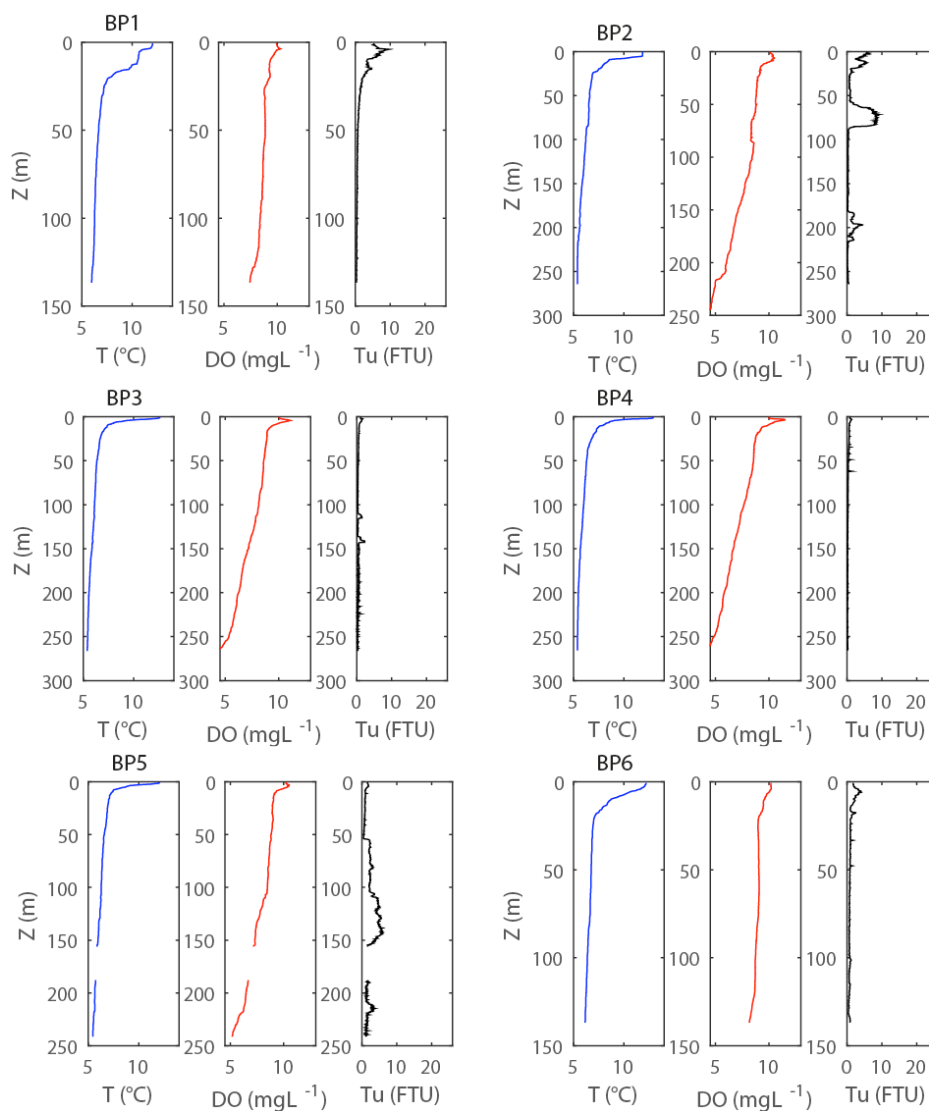 BP1
0 0 0
50 50 50
Z (m)
100 100 100
150 150 150
5 10 5 10 0 10 20
T (°C) DO (mgL -1) Tu (FTU)
BP2
0 0 0
50 50 50
100 100
100
Z (m)
150 150
150
200 200
200
250 250
300 250 300
5 10 5 10 0 10 20
T (°C) DO (mgL -1) Tu (FTU)
BP3
0 0 0
50 50 50
100 100 100
Z (m)
150 150 150
200 200 200
250 250 250
300 300 300
5 10 5 10 0 10 20
T (°C) DO (mgL -1) Tu (FTU)
BP4
0 0 0
50 50 50
100 100 100
Z (m)
150 150 150
200 200 200
250 250 250
300 300 300
5 10 5 10 0 10 20
T (°C) DO (mgL -1) Tu (FTU)
BP5
0 0 0
50 50 50
100 100 100
Z (m)
150 150 150
200 200 200
250 250 250
5 10 5 10 0 10 20
T (°C) DO (mgL -1) Tu (FTU)
BP6
0 0 0
50 50 50
Z (m)
100 100 100
150 150 150
5 10 5 10 0 10 20
T (°C) DO (mgL -1) Tu (FTU)